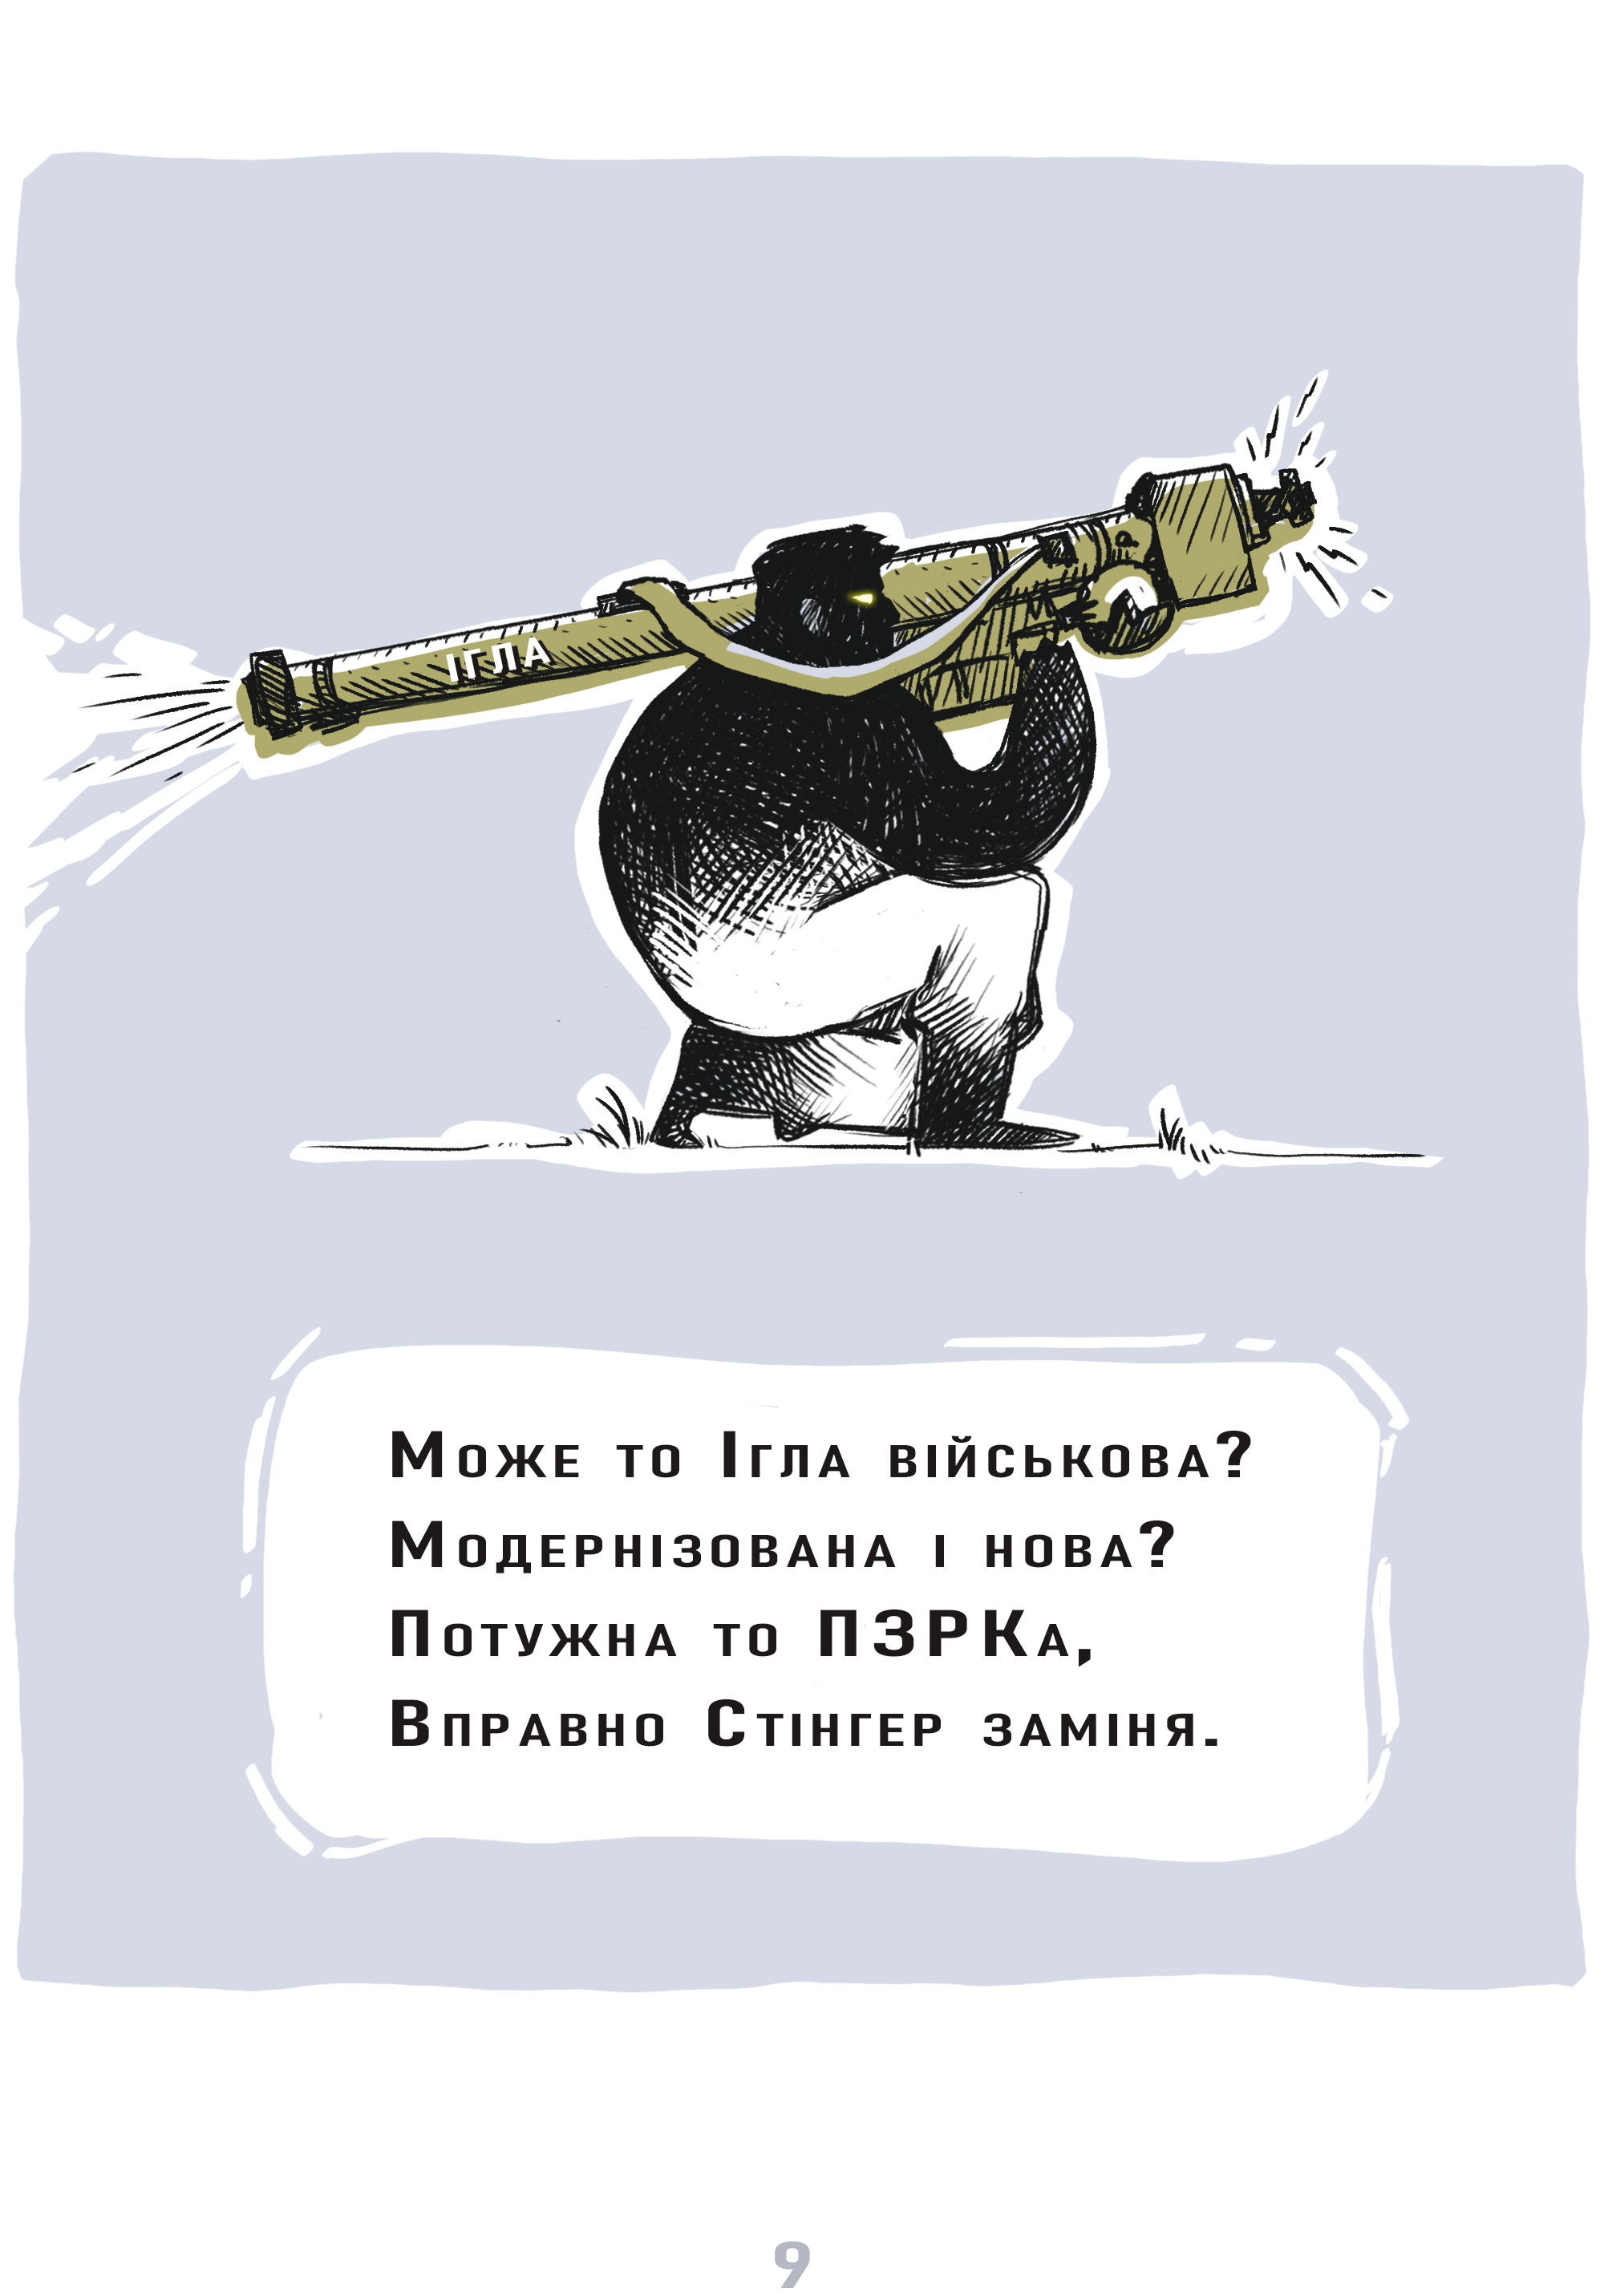 ІГЛА
Може то Ігла військова?
Модернізована і нова?
Потужна то ПЗРКа,
Вправно Стінгер заміня.
9